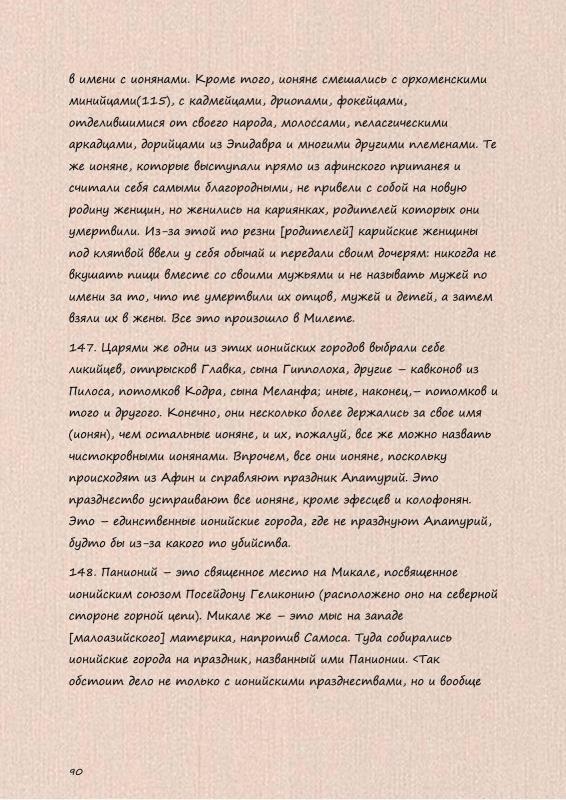 в имени с ионянами. Кроме того, ионяне смешались с орхоменскими
минийцами(115), с кадмейцами, дриопами, фокейцами,
отделившимися от своего народа, молоссами, пеласгическими
аркадцами, дорийцами из Эпидавра и многими другими племенами. Те
же ионяне, которые выступали прямо из афинского пританея и
считали себя самыми благородными, не привели с собой на новую
родину женщин, но женились на кариянках, родителей которых они
умертвили. Из-за этой то резни [родителей] карийские женщины
под клятвой ввели у себя обычай и передали своим дочерям: никогда не
вкушать пищи вместе со своими мужьями и не называть мужей по
имени за то, что те умертвили их отцов, мужей и детей, а затем
взяли их в жены. Все это произошло в Милете.
147. Царями же одни из этих ионийских городов выбрали себе
ликийцев, отпрысков Главка, сына Гипполоха, другие – кавконов из
Пилоса, потомков Кодра, сына Меланфа; иные, наконец,– потомков и
того и другого. Конечно, они несколько более держались за свое имя
(ионян), чем остальные ионяне, и их, пожалуй, все же можно назвать
чистокровными ионянами. Впрочем, все они ионяне, поскольку
происходят из Афин и справляют праздник Апатурий. Это
празднество устраивают все ионяне, кроме эфесцев и колофонян.
Это – единственные ионийские города, где не празднуют Апатурий,
будто бы из-за какого то убийства.
148. Панионий – это священное место на Микале, посвященное
ионийским союзом Посейдону Геликонию (расположено оно на северной
стороне горной цепи). Микале же – это мыс на западе
[малоазийского] материка, напротив Самоса. Туда собирались
ионийские города на праздник, названный ими Панионии. <Так
обстоит дело не только с ионийскими празднествами, но и вообще
90